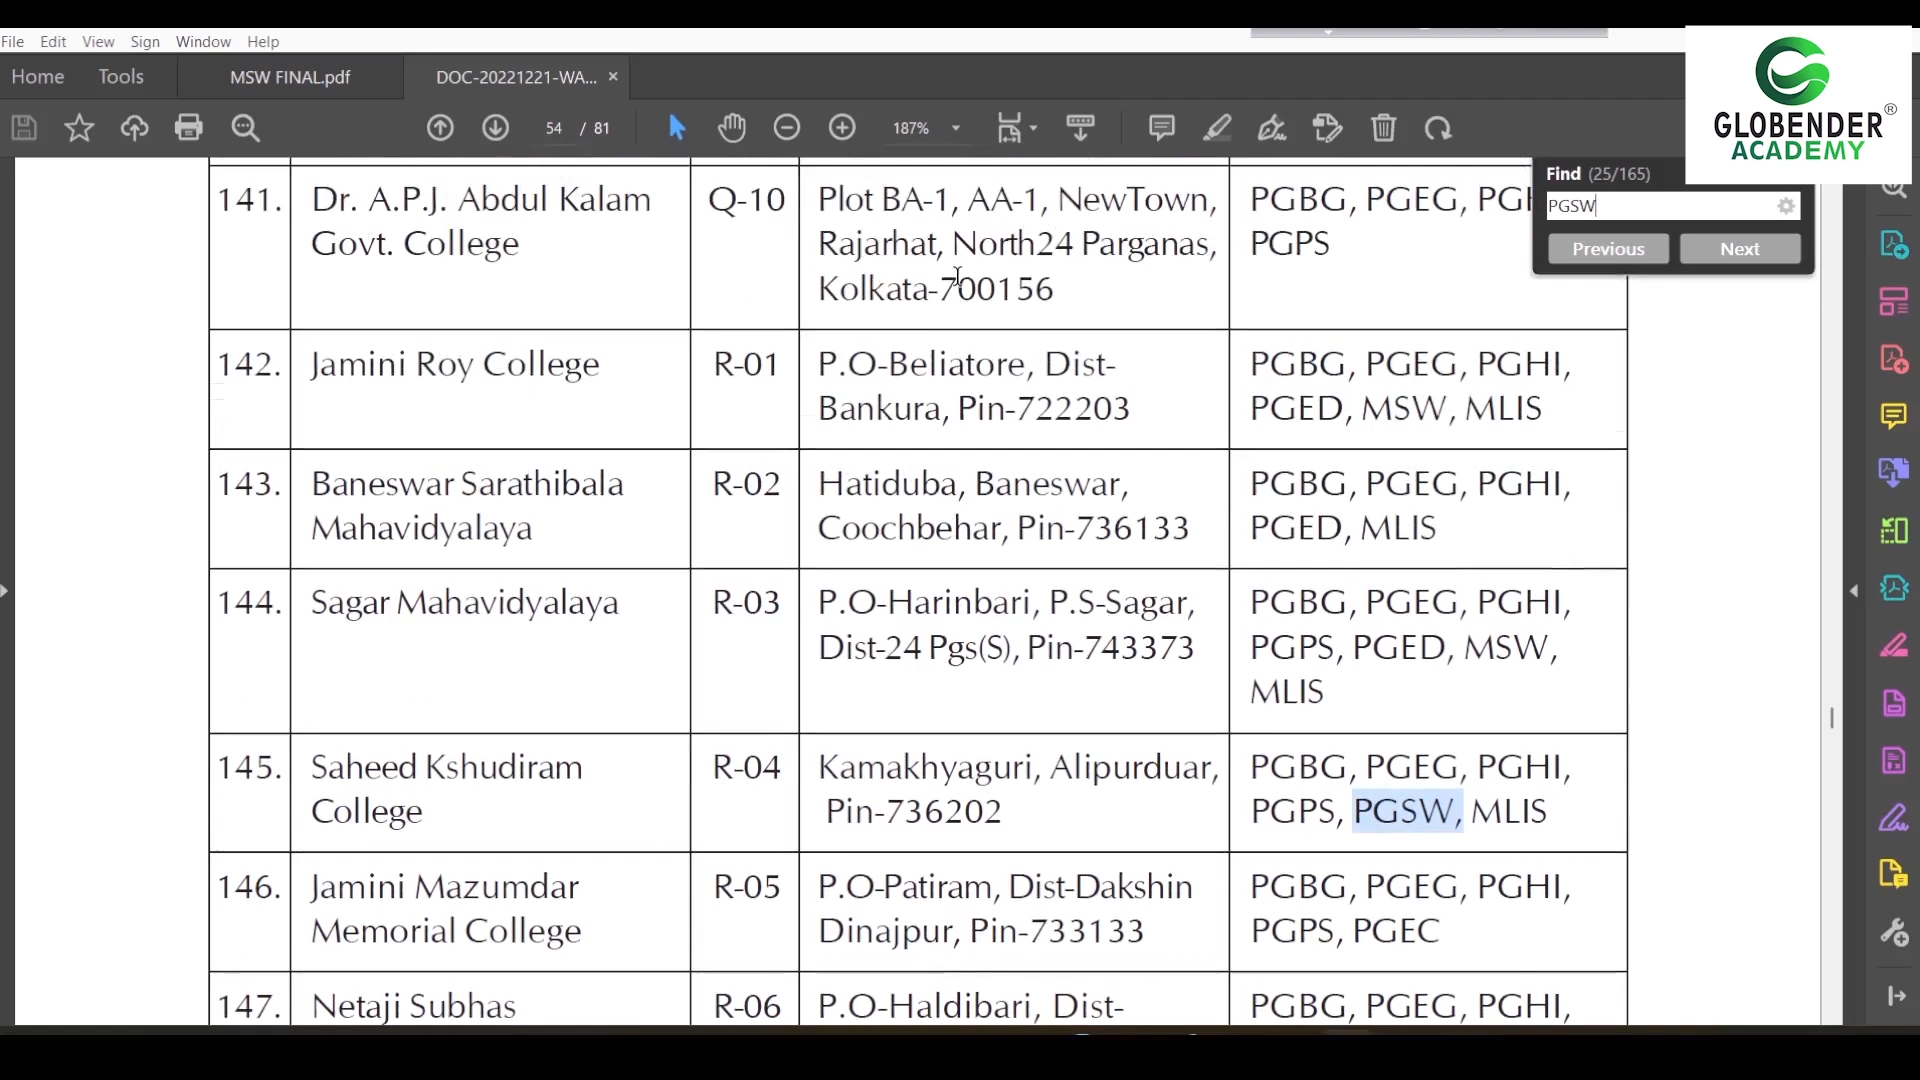 File Edit View Sign Window Help
Home Tools MSW FINAL.pdf DOC-20221221-WA... ×
54 / 81 187%
GLOBENDER®
ACADEMY
Find (25/165)
PGSW
Previous Next
141. Dr. A.P.J. Abdul Kalam Q-10 Plot BA-1, AA-1, NewTown, PGBG, PGEG,
Govt. College Rajarhat, North24 Parganas, PGPS
Kolkata-700156
142. Jamini Roy College R-01 P.O-Beliatore, Dist- PGBG, PGEG, PGHI,
Bankura, Pin-722203 PGED, MSW, MLIS
143. Baneswar Sarathibala R-02 Hatiduba, Baneswar, PGBG, PGEG, PGHI,
Mahavidyalaya Coochbehar, Pin-736133 PGED, MLIS
144. Sagar Mahavidyalaya R-03 P.O-Harinbari, P.S-Sagar, PGBG, PGEG, PGHI,
Dist-24 Pgs(S), Pin-743373 PGPS, PGED, MSW,
MLIS
145. Saheed Kshudiram R-04 Kamakhyaguri, Alipurduar, PGBG, PGEG, PGHI,
College Pin-736202 PGPS, PGSW, MLIS
146. Jamini Mazumdar R-05 P.O-Patiram, Dist-Dakshin PGBG, PGEG, PGHI,
Memorial College Dinajpur, Pin-733133 PGPS, PGEC
147. Netaji Subhas R-06 P.O-Haldibari, Dist- PGBG, PGEG, PGHI,